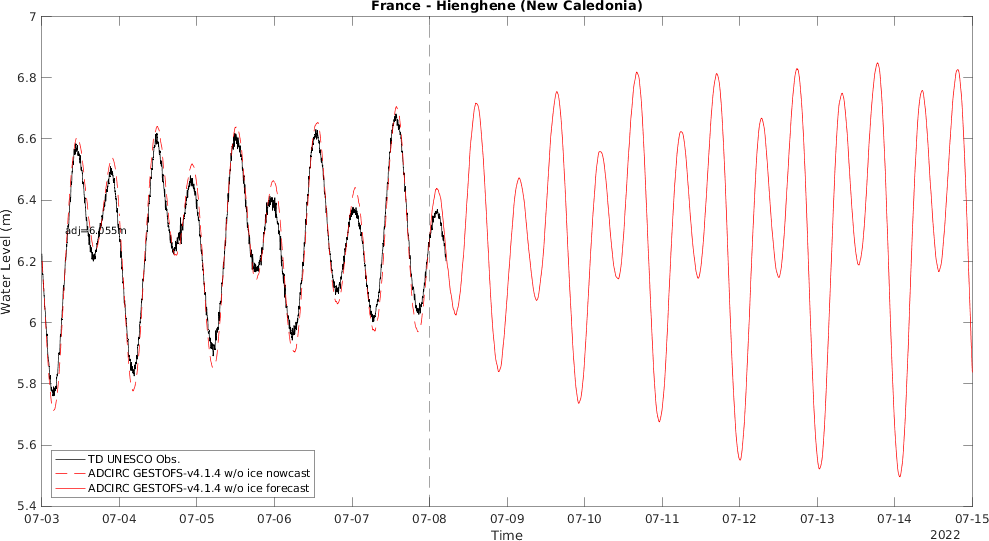 France - Hienghene (New Caledonia)
7
6.8
6.6
6.4
6.2
6
5.8
5.6
5.4
Water Level (m)
adj=6.055m
TD UNESCO Obs.
ADCIRC GESTOFS-v4.1.4 w/o ice nowcast
ADCIRC GESTOFS-v4.1.4 w/o ice forecast
07-03 07-04 07-05 07-06 07-07 07-08 07-09 07-10 07-11 07-12 07-13 07-14 07-15
Time
2022